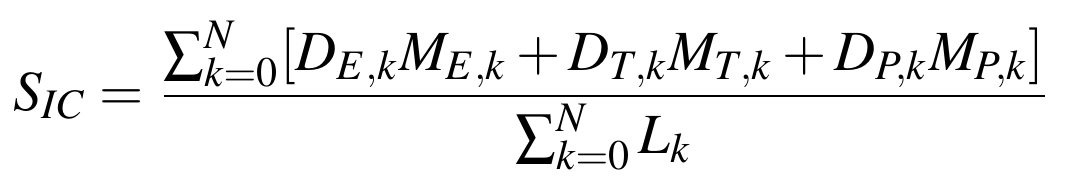 S_{IC} = \frac{\sum_{k=0}^{N} [D_{E,k} M_{E,k} + D_{T,k} M_{T,k} + D_{P,k} M_{P,k}]}{\sum_{k=0}^{N} L_k}